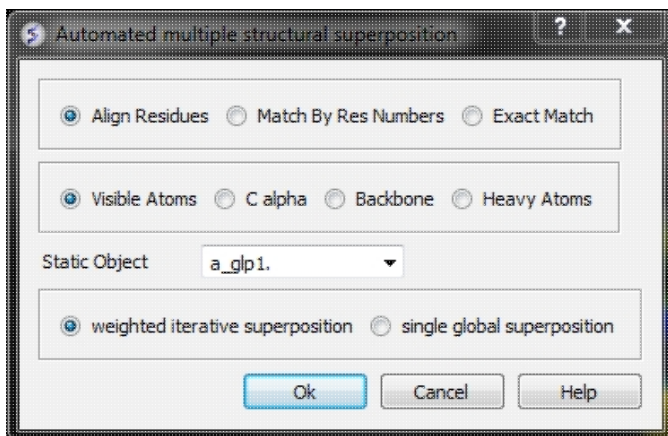 Automated multiple structural superposition ? X
Align Residues Match By Res Numbers Exact Match
Visible Atoms C alpha Backbone Heavy Atoms
Static Object a_glp1.
weighted iterative superposition single global superposition
Ok Cancel Help